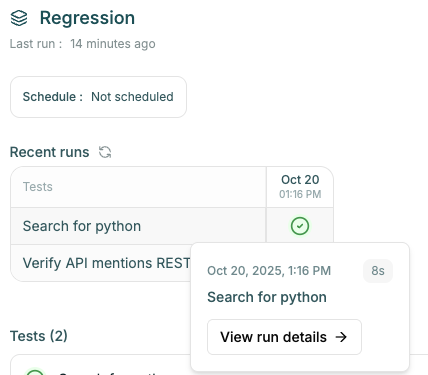 Regression
Last run : 14 minutes ago
Schedule : Not scheduled
Recent runs
Tests
Oct 20
01:16 PM
Search for python
Verify API mentions REST
Oct 20, 2025, 1:16 PM 8s
Search for python
View run details →
Tests (2)